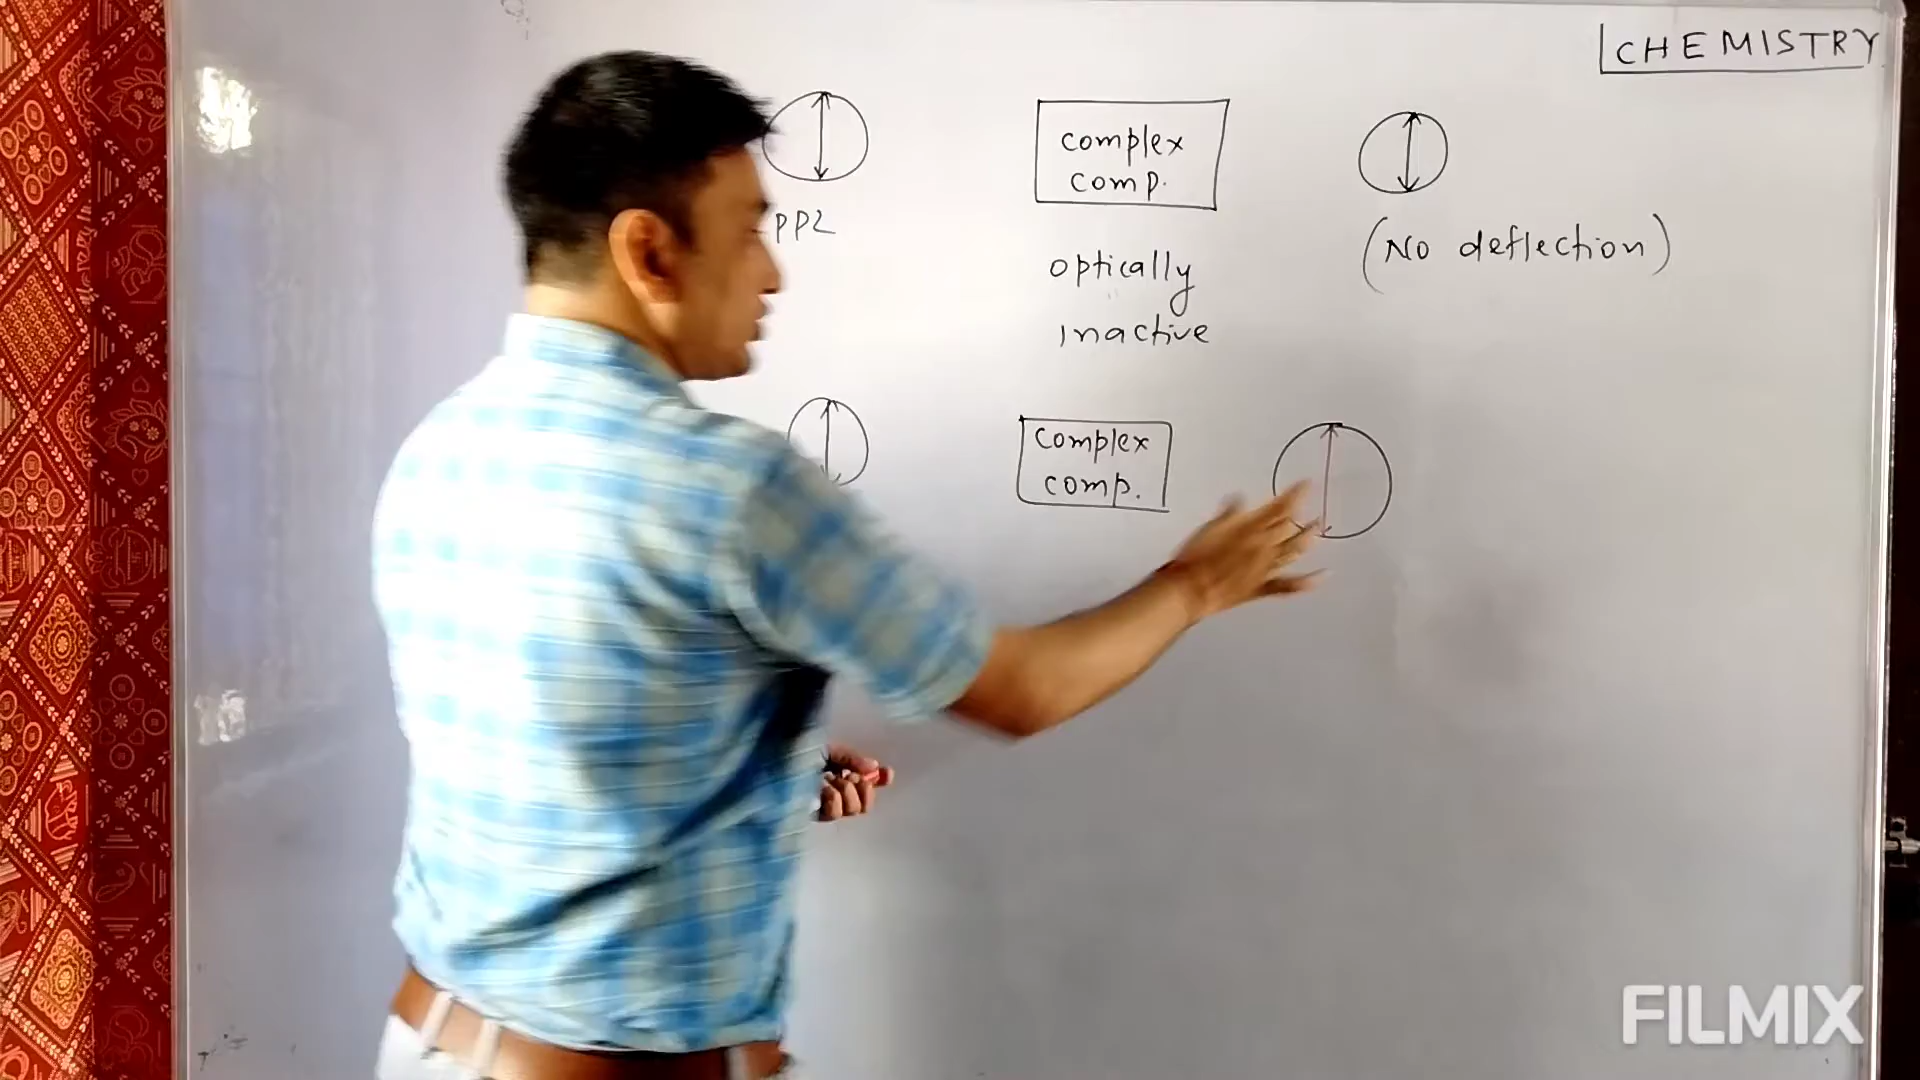 CHEMISTRY
complex
comp.
PPL
(No deflection)
optically
Inactive
complex
comp.
FILMIX